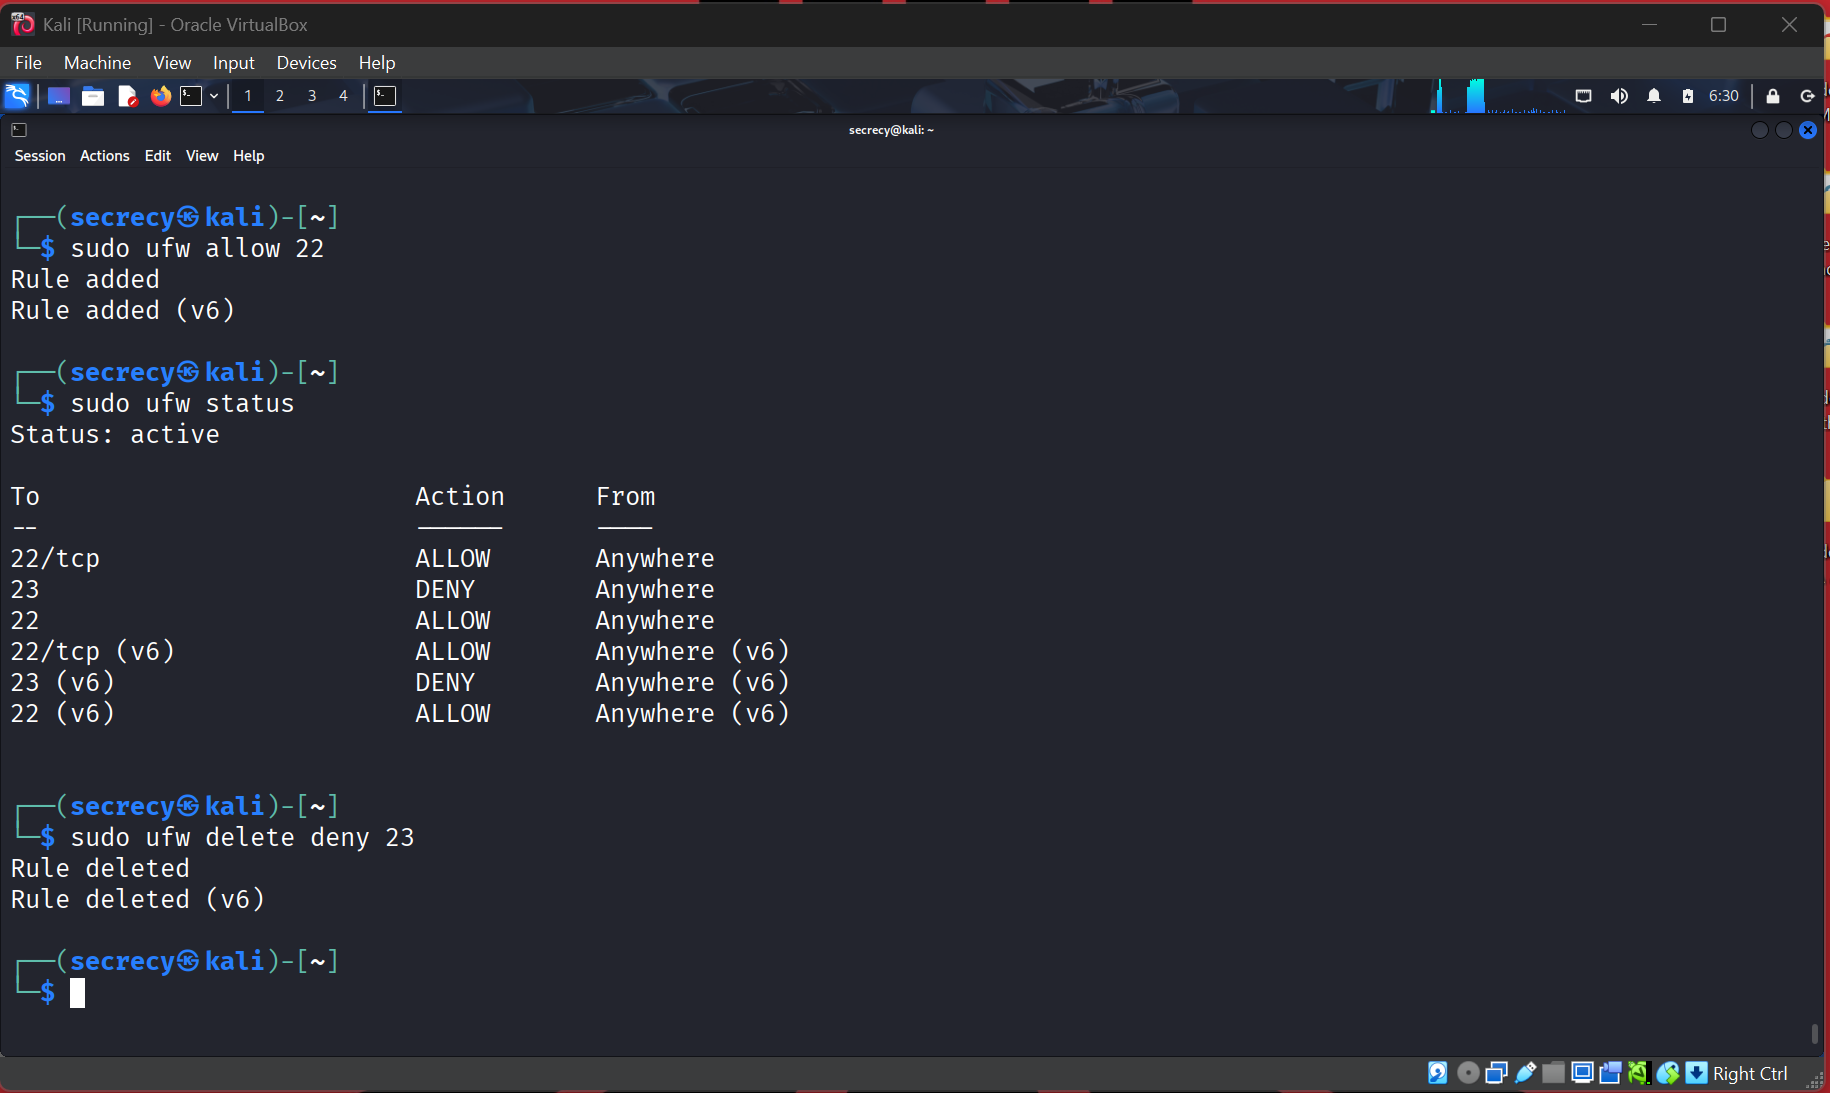 Kali [Running] - Oracle VirtualBox
File Machine View Input Devices Help
1 2 3 4 6:30
secrecy@kali: ~
Session Actions Edit View Help
┌──(secrecy㉿kali)-[~]
└─$ sudo ufw allow 22
Rule added
Rule added (v6)
┌──(secrecy㉿kali)-[~]
└─$ sudo ufw status
Status: active
To Action From
-- ------ ----
22/tcp ALLOW Anywhere
23 DENY Anywhere
22 ALLOW Anywhere
22/tcp (v6) ALLOW Anywhere (v6)
23 (v6) DENY Anywhere (v6)
22 (v6) ALLOW Anywhere (v6)
┌──(secrecy㉿kali)-[~]
└─$ sudo ufw delete deny 23
Rule deleted
Rule deleted (v6)
┌──(secrecy㉿kali)-[~]
└─$
Right Ctrl